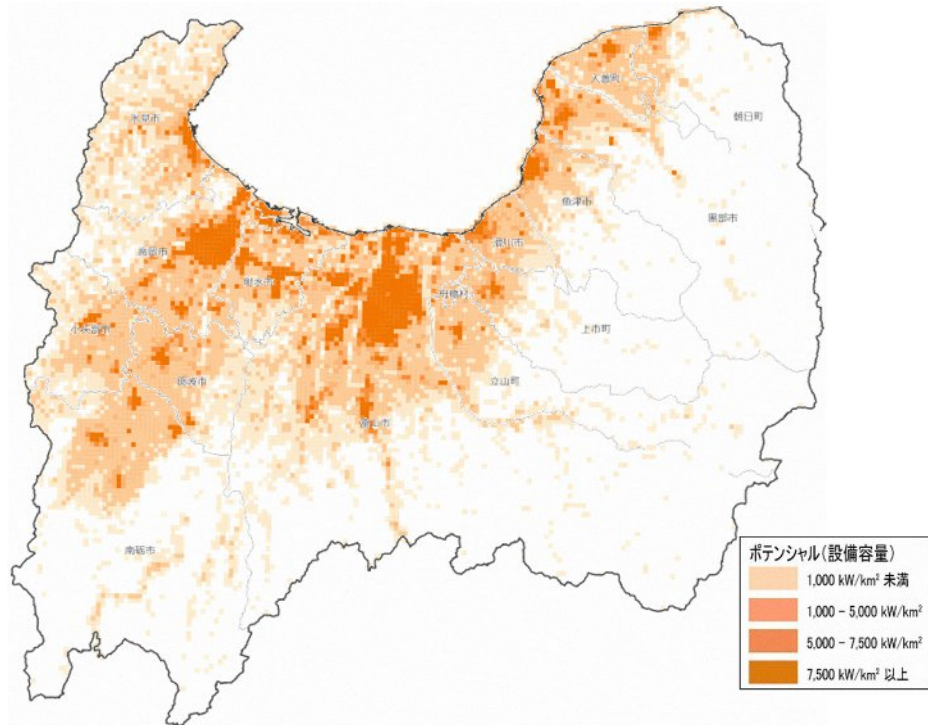 入善町
朝日町
氷見市
魚津市
黒部市
滑川市
高岡市
射水市
舟橋村
小矢部市
上市町
砺波市
立山町
富山市
南砺市
ポテンシャル(設備容量)
1,000 kW/km² 未満
1,000 − 5,000 kW/km²
5,000 − 7,500 kW/km²
7,500 kW/km² 以上